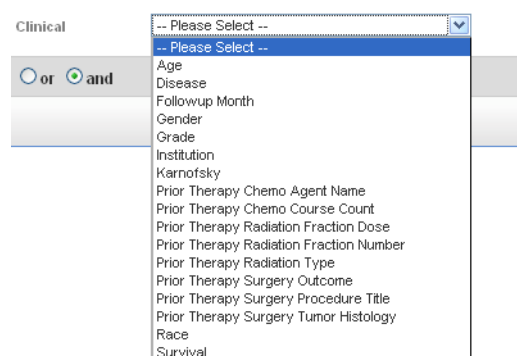 Clinical
-- Please Select --
-- Please Select --
or and
Age
Disease
Followup Month
Gender
Grade
Institution
Karnofsky
Prior Therapy Chemo Agent Name
Prior Therapy Chemo Course Count
Prior Therapy Radiation Fraction Dose
Prior Therapy Radiation Fraction Number
Prior Therapy Radiation Type
Prior Therapy Surgery Outcome
Prior Therapy Surgery Procedure Title
Prior Therapy Surgery Tumor Histology
Race
Survival